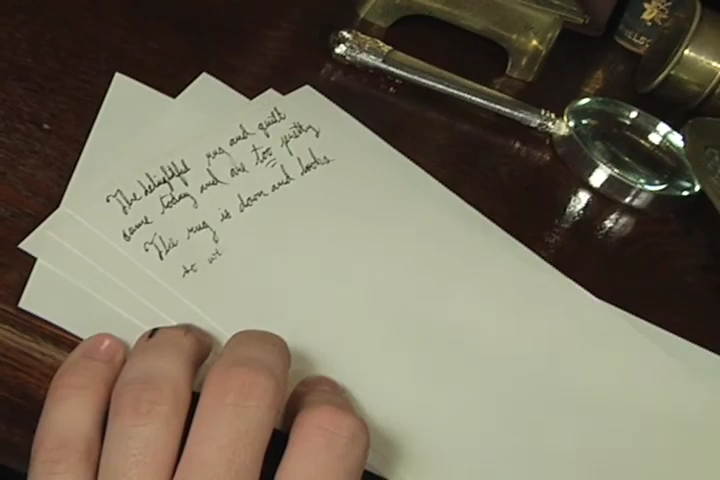 The delightful rug and quilt
came today and are too pretty
The rug is down and looks
so w